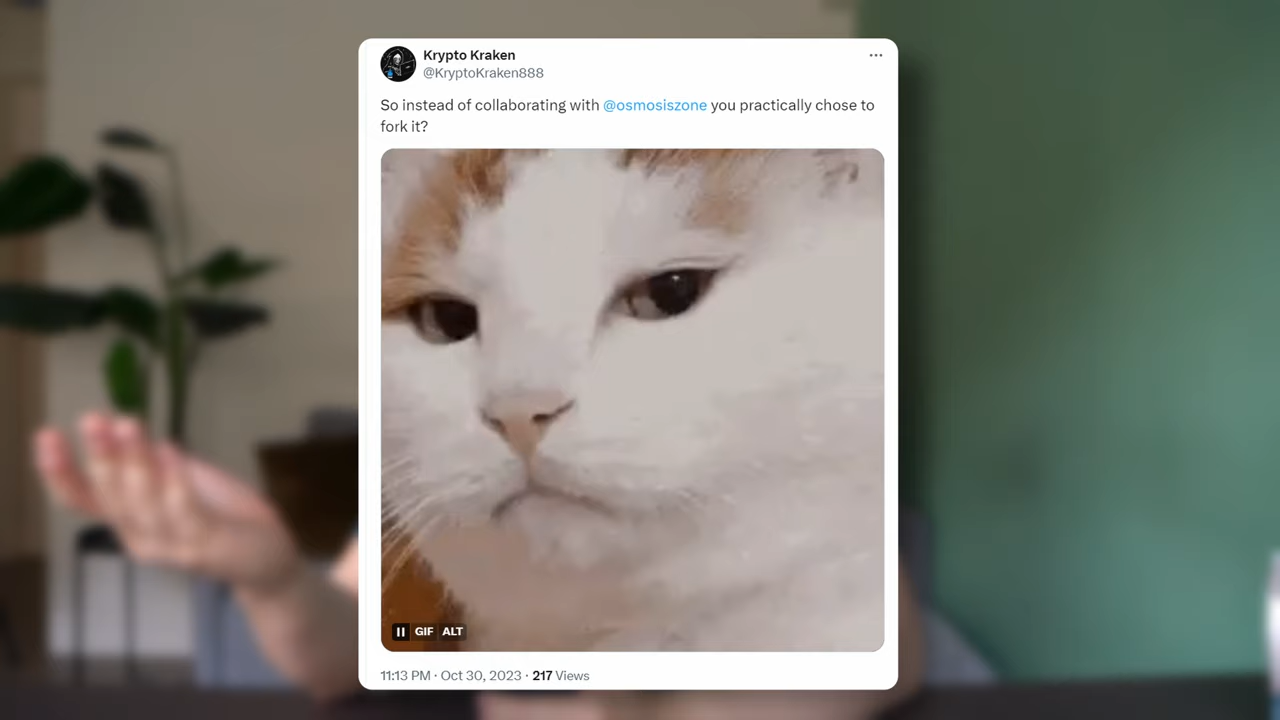 Krypto Kraken
@KryptoKraken888
So instead of collaborating with @osmosiszone you practically chose to
fork it?
GIF ALT
11:13 PM · Oct 30, 2023 · 217 Views